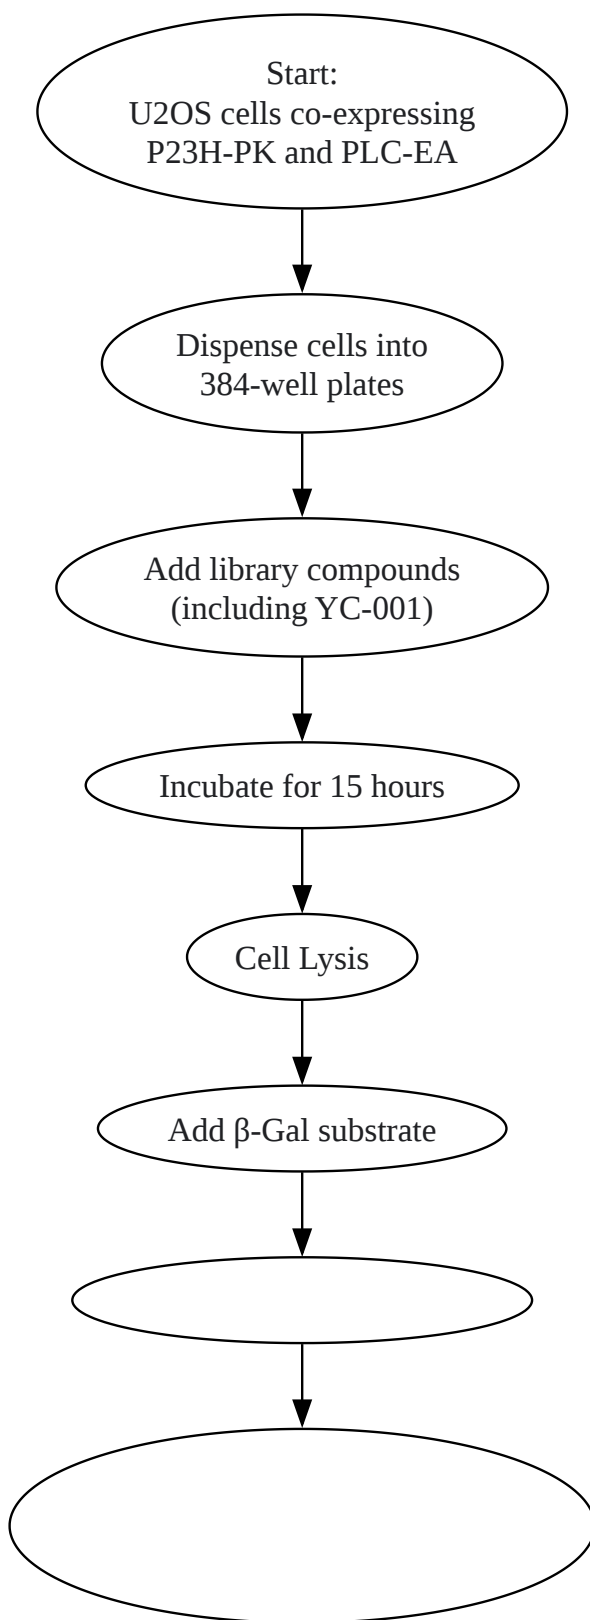 Start:
U2OS cells co-expressing
P23H-PK and PLC-EA
Dispense cells into
384-well plates
Add library compounds
(including YC-001)
Incubate for 15 hours
Cell Lysis
Add β-Gal substrate